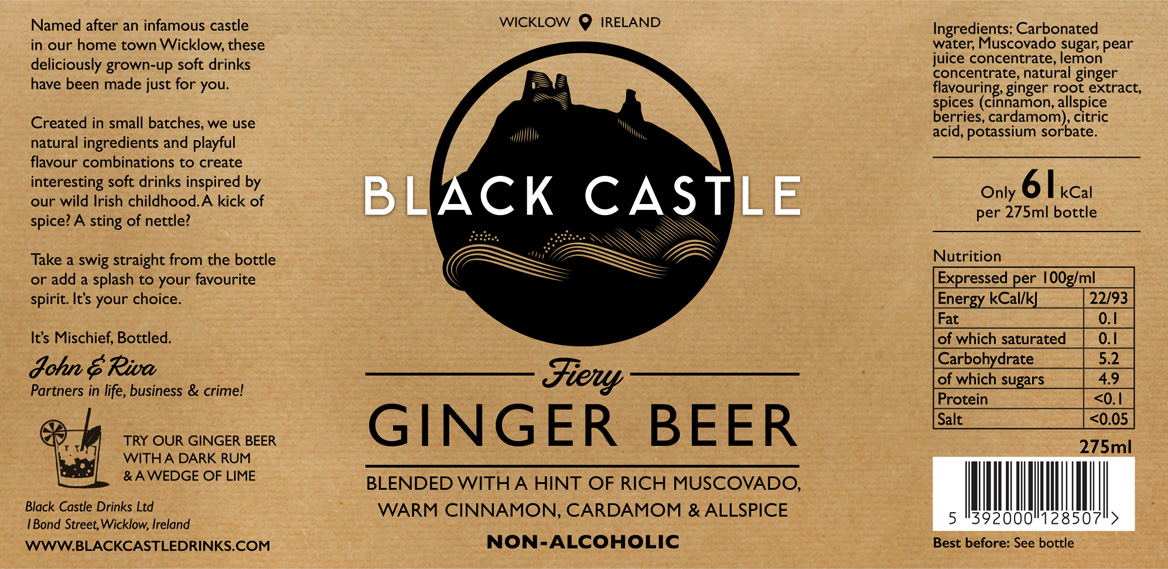 Named after an infamous castle
in our home town Wicklow, these
deliciously grown-up soft drinks
have been made just for you.
Created in small batches, we use
natural ingredients and playful
flavour combinations to create
interesting soft drinks inspired by
our wild Irish childhood. A kick of
spice? A sting of nettle?
Take a swig straight from the bottle
or add a splash to your favourite
spirit. It's your choice.
It's Mischief, Bottled.
John & Riva
Partners in life, business & crime!
TRY OUR GINGER BEER
WITH A DARK RUM
& A WEDGE OF LIME
Black Castle Drinks Ltd
1 Bond Street, Wicklow, Ireland
WWW.BLACKCASTLEDRINKS.COM
WICKLOW IRELAND
BLACK CASTLE
Fiery
GINGER BEER
BLENDED WITH A HINT OF RICH MUSCOVADO,
WARM CINNAMON, CARDAMOM & ALLSPICE
NON-ALCOHOLIC
Ingredients: Carbonated
water, Muscovado sugar, pear
juice concentrate, lemon
concentrate, natural ginger
flavouring, ginger root extract,
spices (cinnamon, allspice
berries, cardamom), citric
acid, potassium sorbate.
Only 61 kCal
per 275ml bottle
Nutrition
Expressed per 100g/ml
Energy kCal/kJ 22/93
Fat 0.1
of which saturated 0.1
Carbohydrate 5.2
of which sugars 4.9
Protein <0.1
Salt <0.05
275ml
5 392000 128507 >
Best before: See bottle